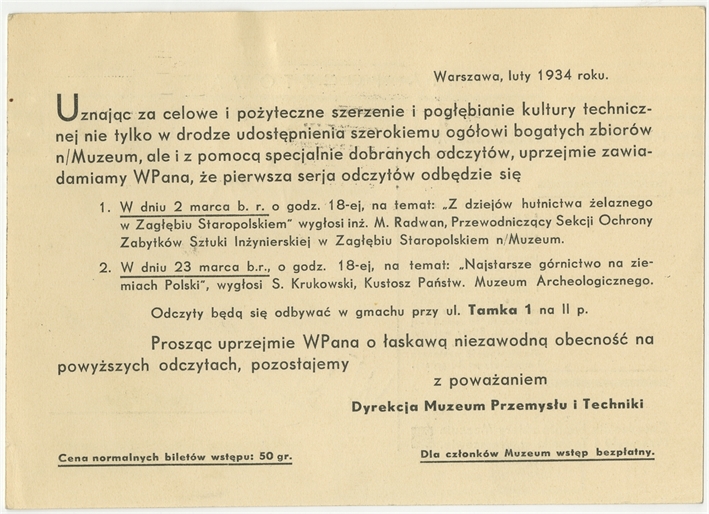 Warszawa, luty 1934 roku.
Uznając za celowe i pożyteczne szerzenie i pogłębianie kultury technicz-
nej nie tylko w drodze udostępnienia szerokiemu ogółowi bogatych zbiorów
n/Muzeum, ale i z pomocą specjalnie dobranych odczytów, uprzejmie zawia-
damiamy WPana, że pierwsza serja odczytów odbędzie się
1. W dniu 2 marca b. r. o godz. 18-ej, na temat: „Z dziejów hutnictwa żelaznego
w Zagłębiu Staropolskiem" wygłosi inż. M. Radwan, Przewodniczący Sekcji Ochrony
Zabytków Sztuki Inżynierskiej w Zagłębiu Staropolskiem n/Muzeum.
2. W dniu 23 marca b.r., o godz. 18-ej, na temat: „Najstarsze górnictwo na zie-
miach Polski", wygłosi S. Krukowski, Kustosz Państw. Muzeum Archeologicznego.
Odczyty będą się odbywać w gmachu przy ul. Tamka 1 na II p.
Prosząc uprzejmie WPana o łaskawą niezawodną obecność na
powyższych odczytach, pozostajemy
z poważaniem
Dyrekcja Muzeum Przemysłu i Techniki
Cena normalnych biletów wstępu: 50 gr.
Dla członków Muzeum wstęp bezpłatny.